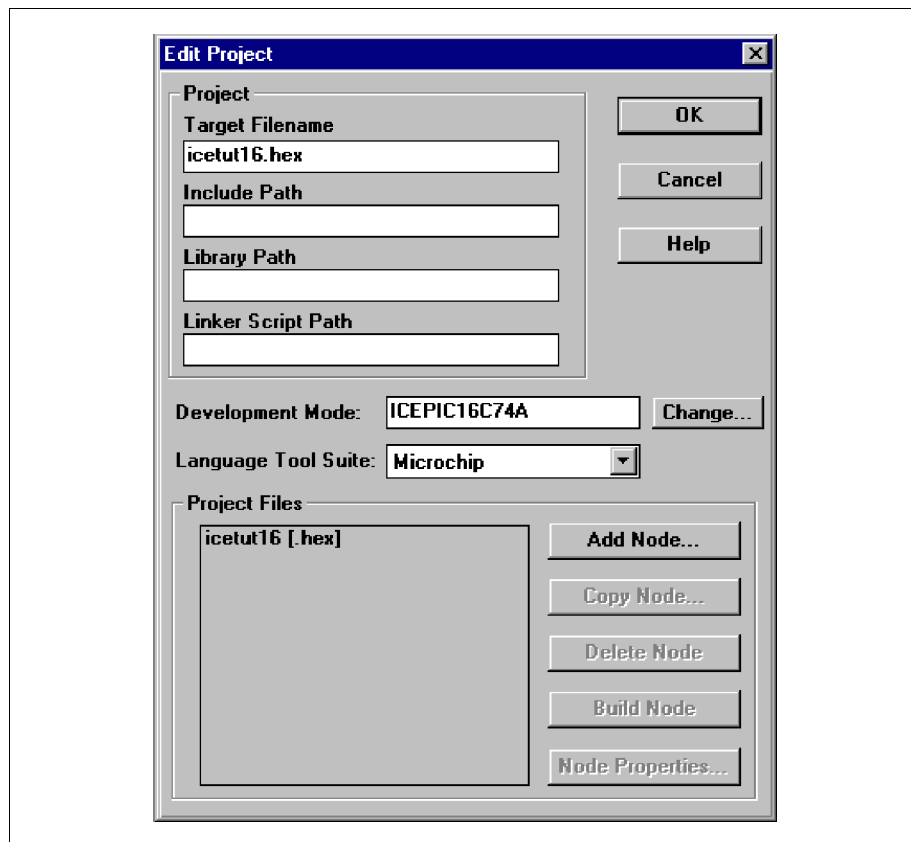 Edit Project
Project
Target Filename
icetut16.hex
Include Path
Library Path
Linker Script Path
OK
Cancel
Help
Development Mode: ICEPIC16C74A Change...
Language Tool Suite: Microchip
Project Files
icetut16 [.hex]
Add Node...
Copy Node...
Delete Node
Build Node
Node Properties...